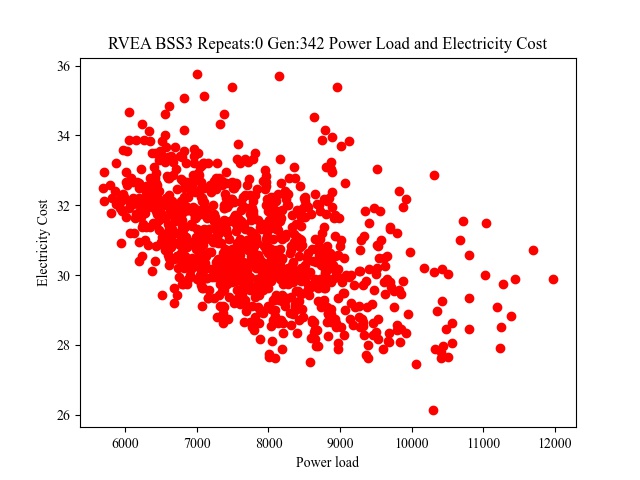 RVEA BSS3 Repeats:0 Gen:342 Power Load and Electricity Cost
36
34
32
30
28
26
Electricity Cost
6000 7000 8000 9000 10000 11000 12000
Power load